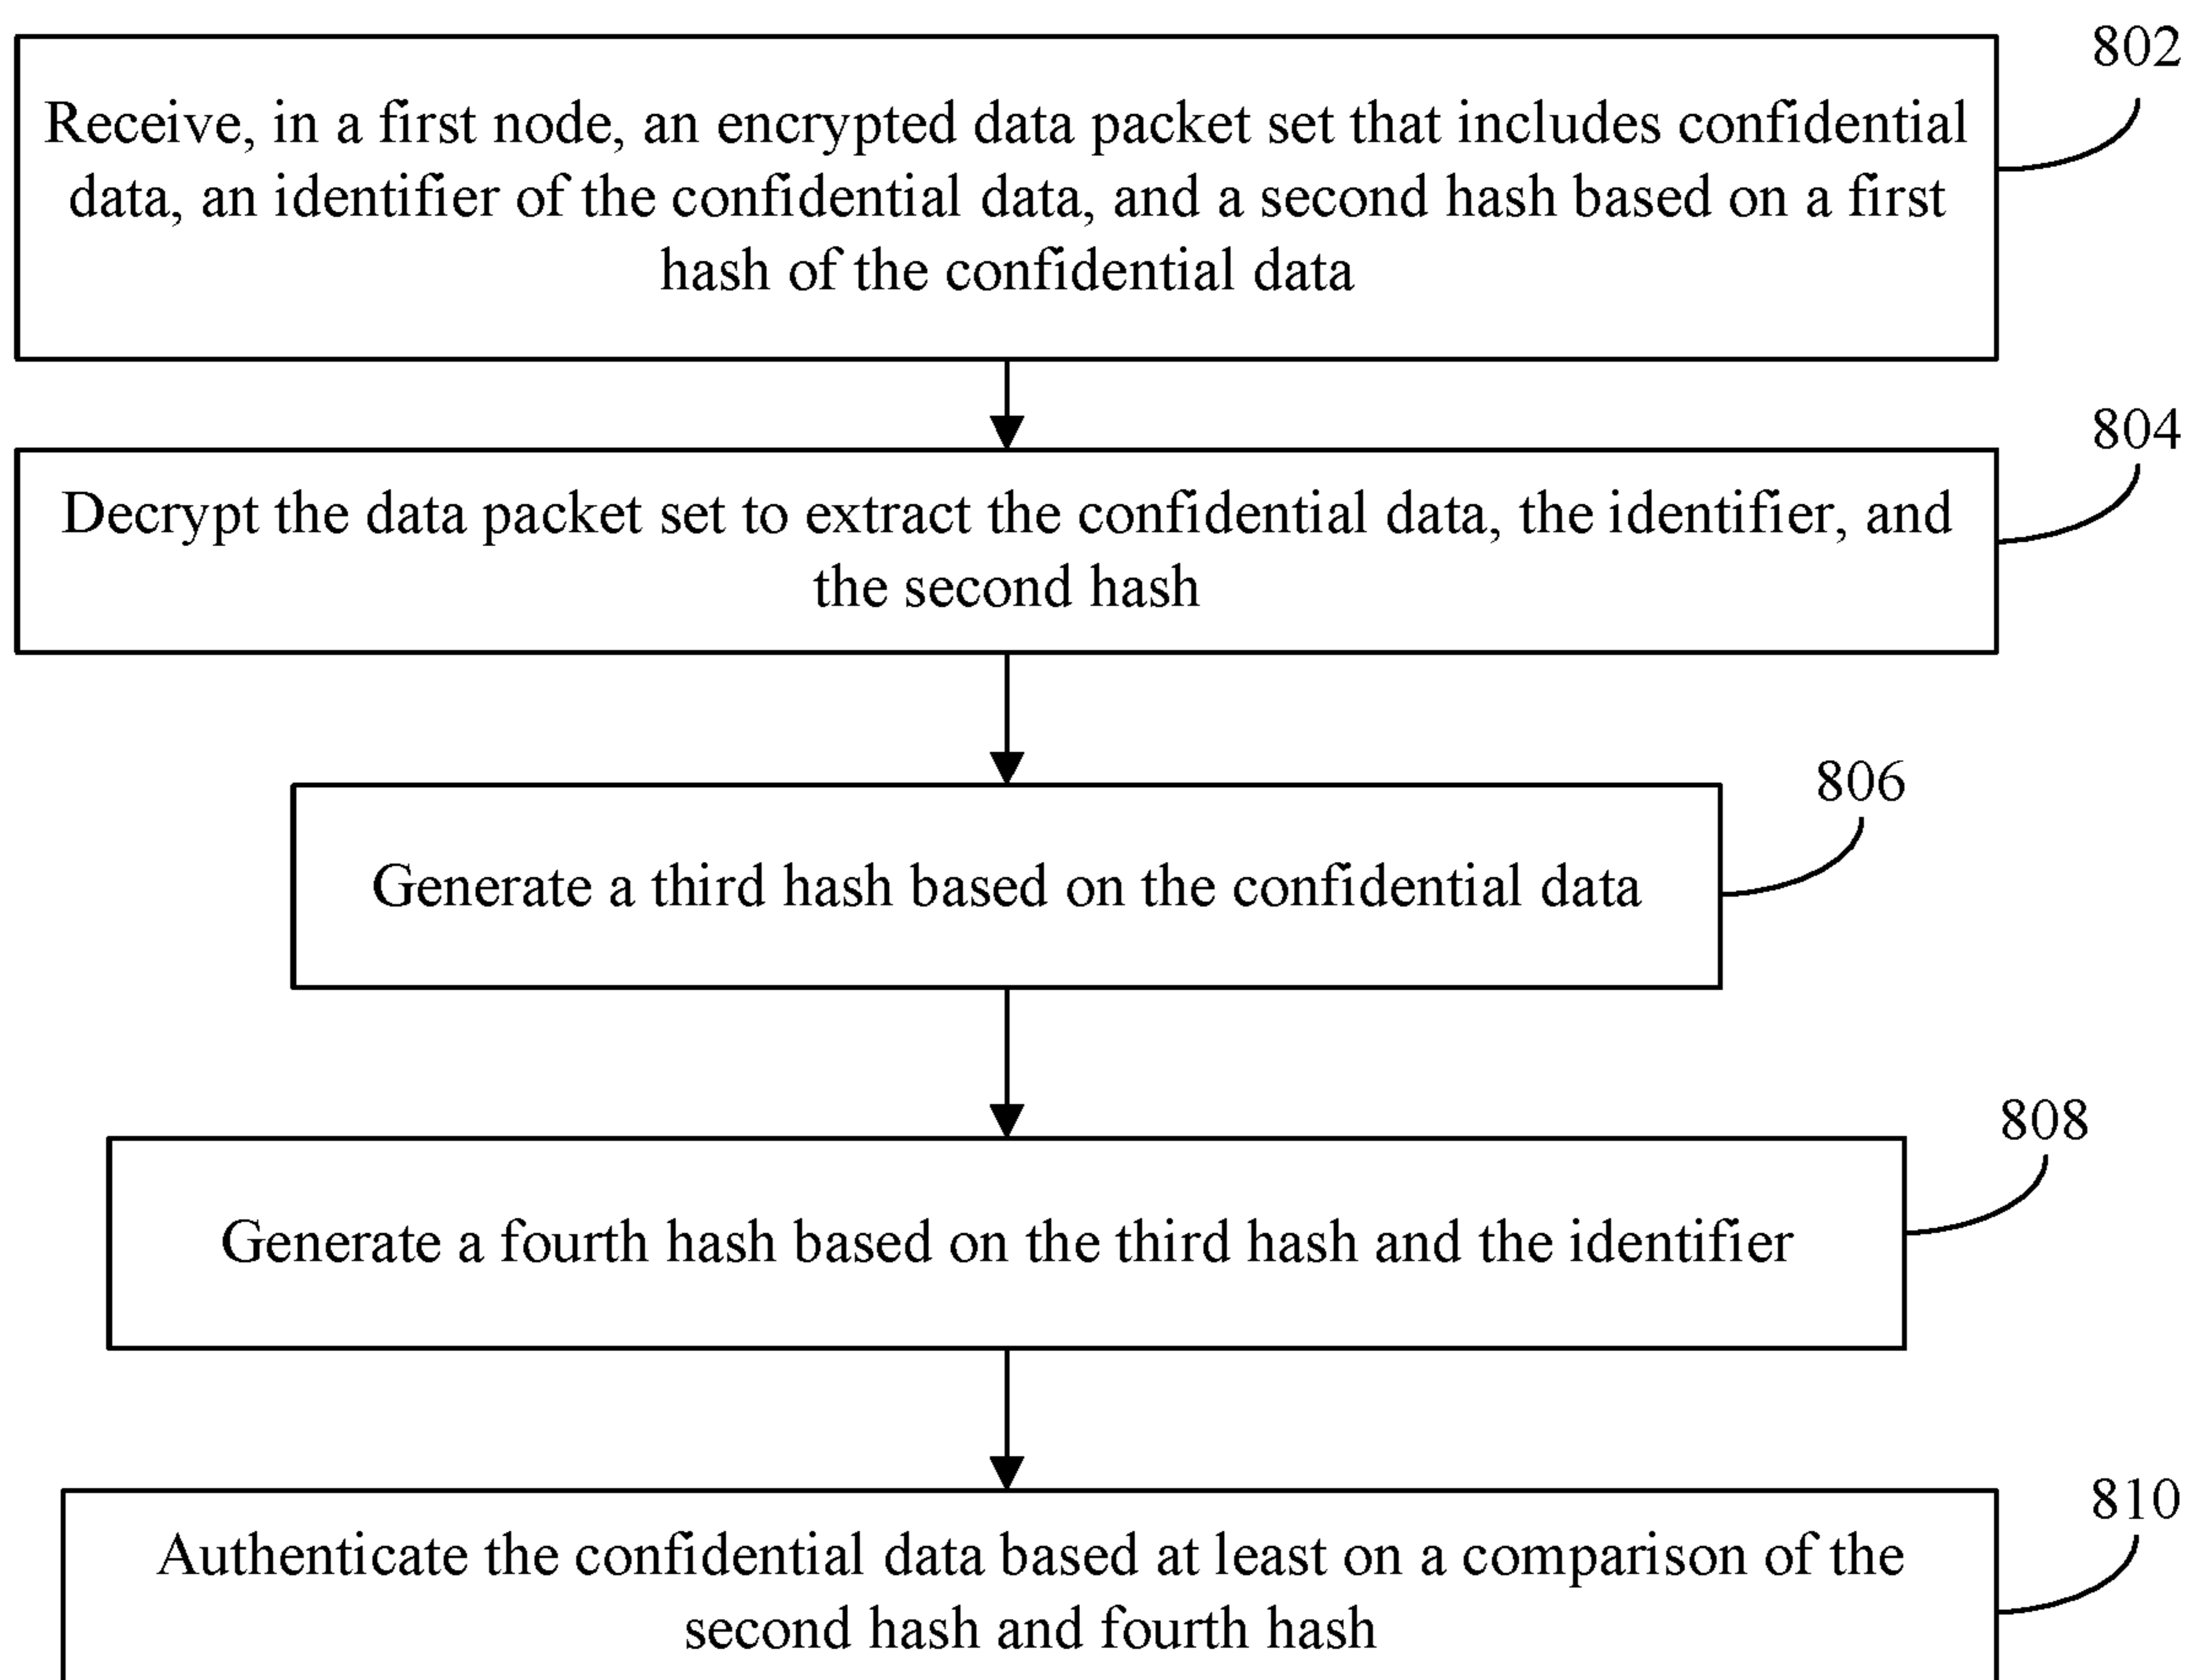 802
Receive, in a first node, an encrypted data packet set that includes confidential
data, an identifier of the confidential data, and a second hash based on a first
hash of the confidential data
804
Decrypt the data packet set to extract the confidential data, the identifier, and
the second hash
806
Generate a third hash based on the confidential data
808
Generate a fourth hash based on the third hash and the identifier
810
Authenticate the confidential data based at least on a comparison of the
second hash and fourth hash